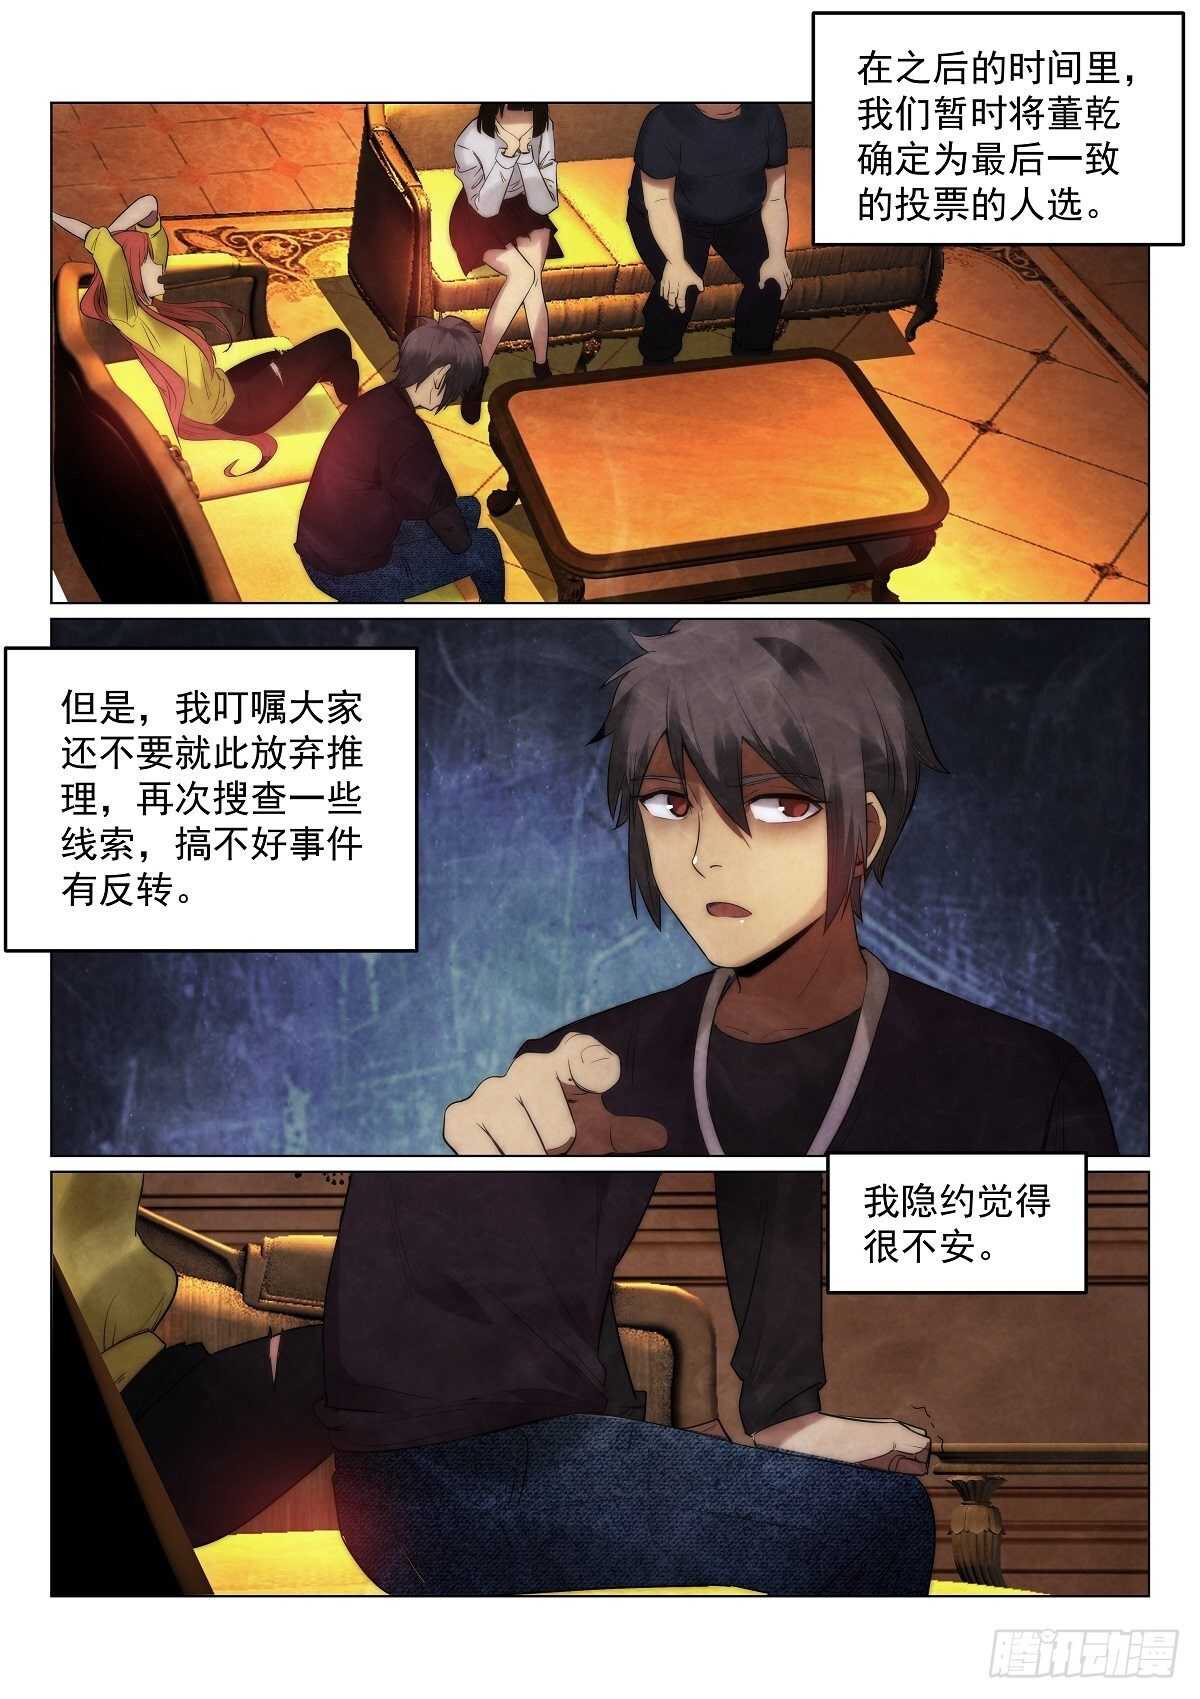 在之后的时间里，
我们暂时将董乾
确定为最后一致
的投票的人选。
但是，我叮嘱大家
还不要就此放弃推
理，再次搜查一些
线索，搞不好事件
有反转。
我隐约觉得
很不安。
腾讯动漫